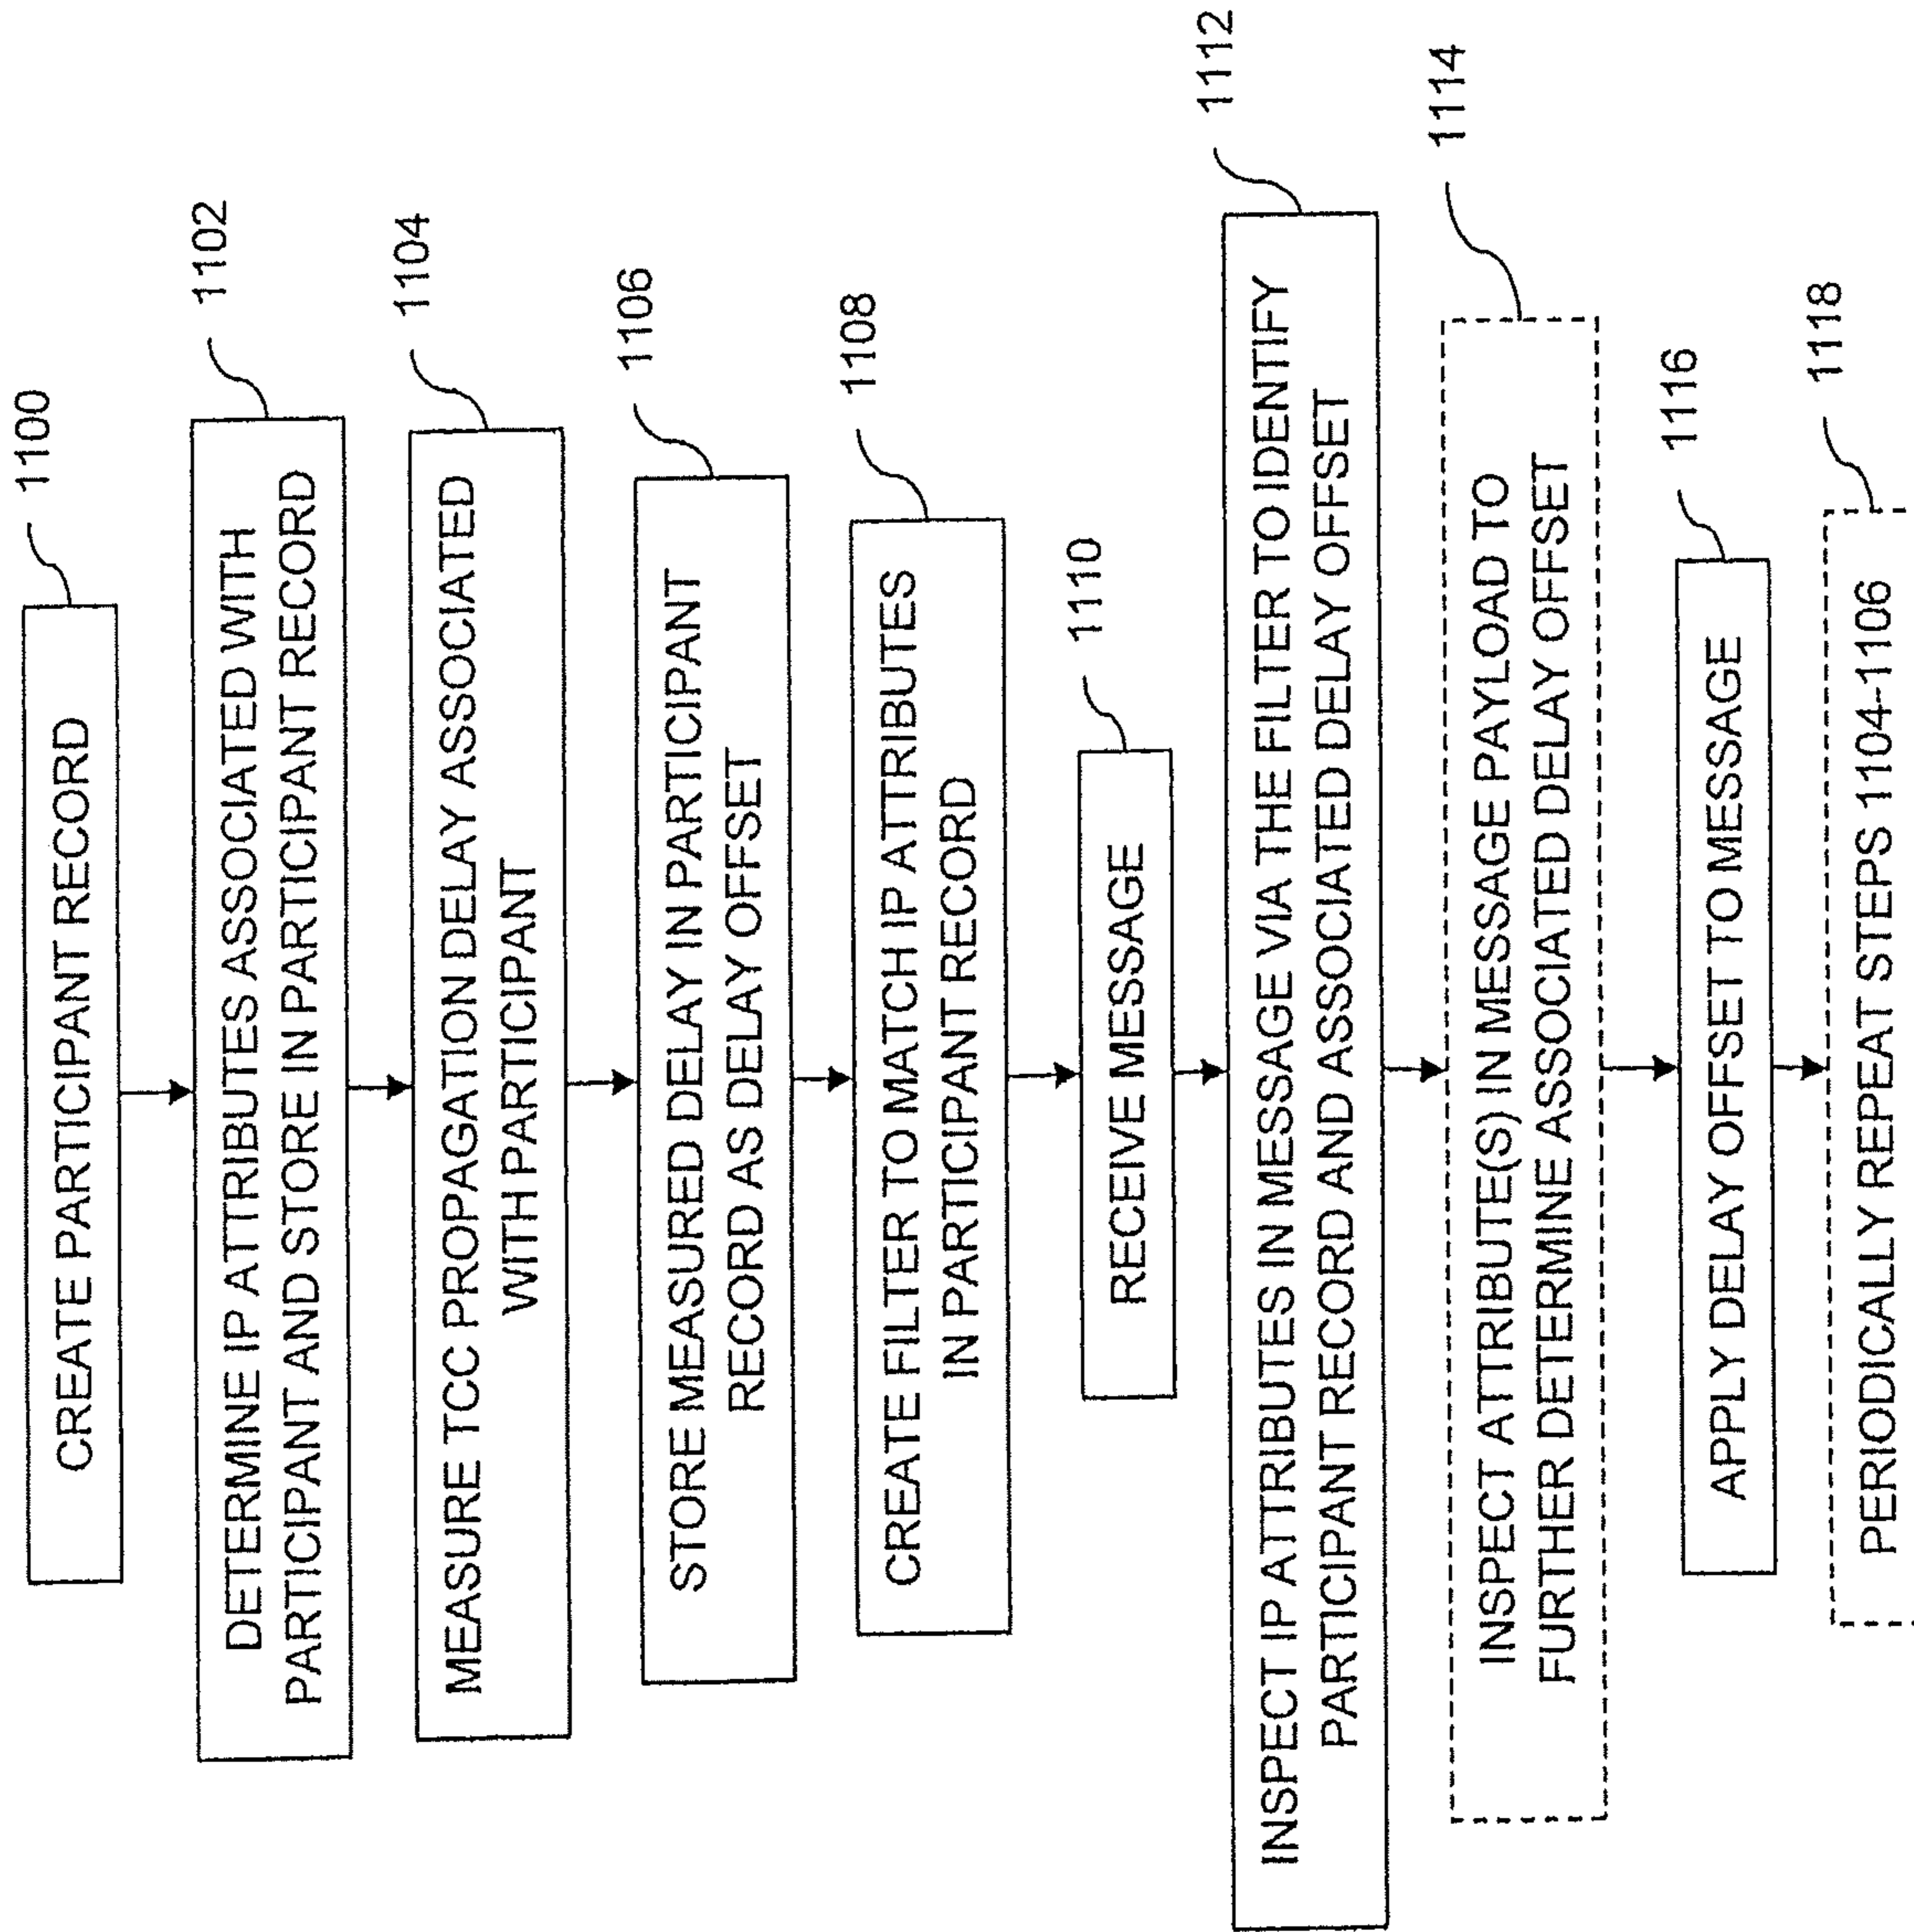 1100
CREATE PARTICIPANT RECORD
1102
DETERMINE IP ATTRIBUTES ASSOCIATED WITH
PARTICIPANT AND STORE IN PARTICIPANT RECORD
1104
MEASURE TCC PROPAGATION DELAY ASSOCIATED
WITH PARTICIPANT
1106
STORE MEASURED DELAY IN PARTICIPANT
RECORD AS DELAY OFFSET
1108
CREATE FILTER TO MATCH IP ATTRIBUTES
IN PARTICIPANT RECORD
1110
RECEIVE MESSAGE
1112
INSPECT IP ATTRIBUTES IN MESSAGE VIA THE FILTER TO IDENTIFY
PARTICIPANT RECORD AND ASSOCIATED DELAY OFFSET
1114
INSPECT ATTRIBUTE(S) IN MESSAGE PAYLOAD TO
FURTHER DETERMINE ASSOCIATED DELAY OFFSET
1116
APPLY DELAY OFFSET TO MESSAGE
1118
PERIODICALLY REPEAT STEPS 1104-1106